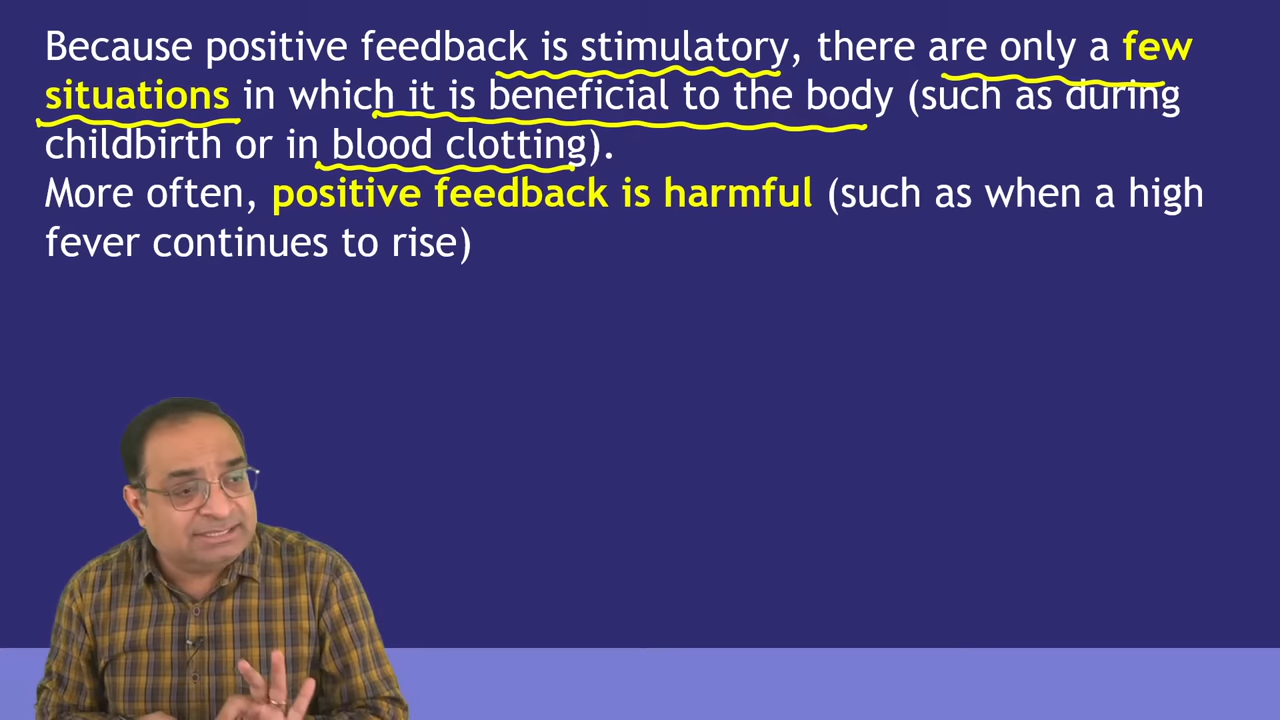 Because positive feedback is stimulatory, there are only a few
situations in which it is beneficial to the body (such as during
childbirth or in blood clotting).
More often, positive feedback is harmful (such as when a high
fever continues to rise)